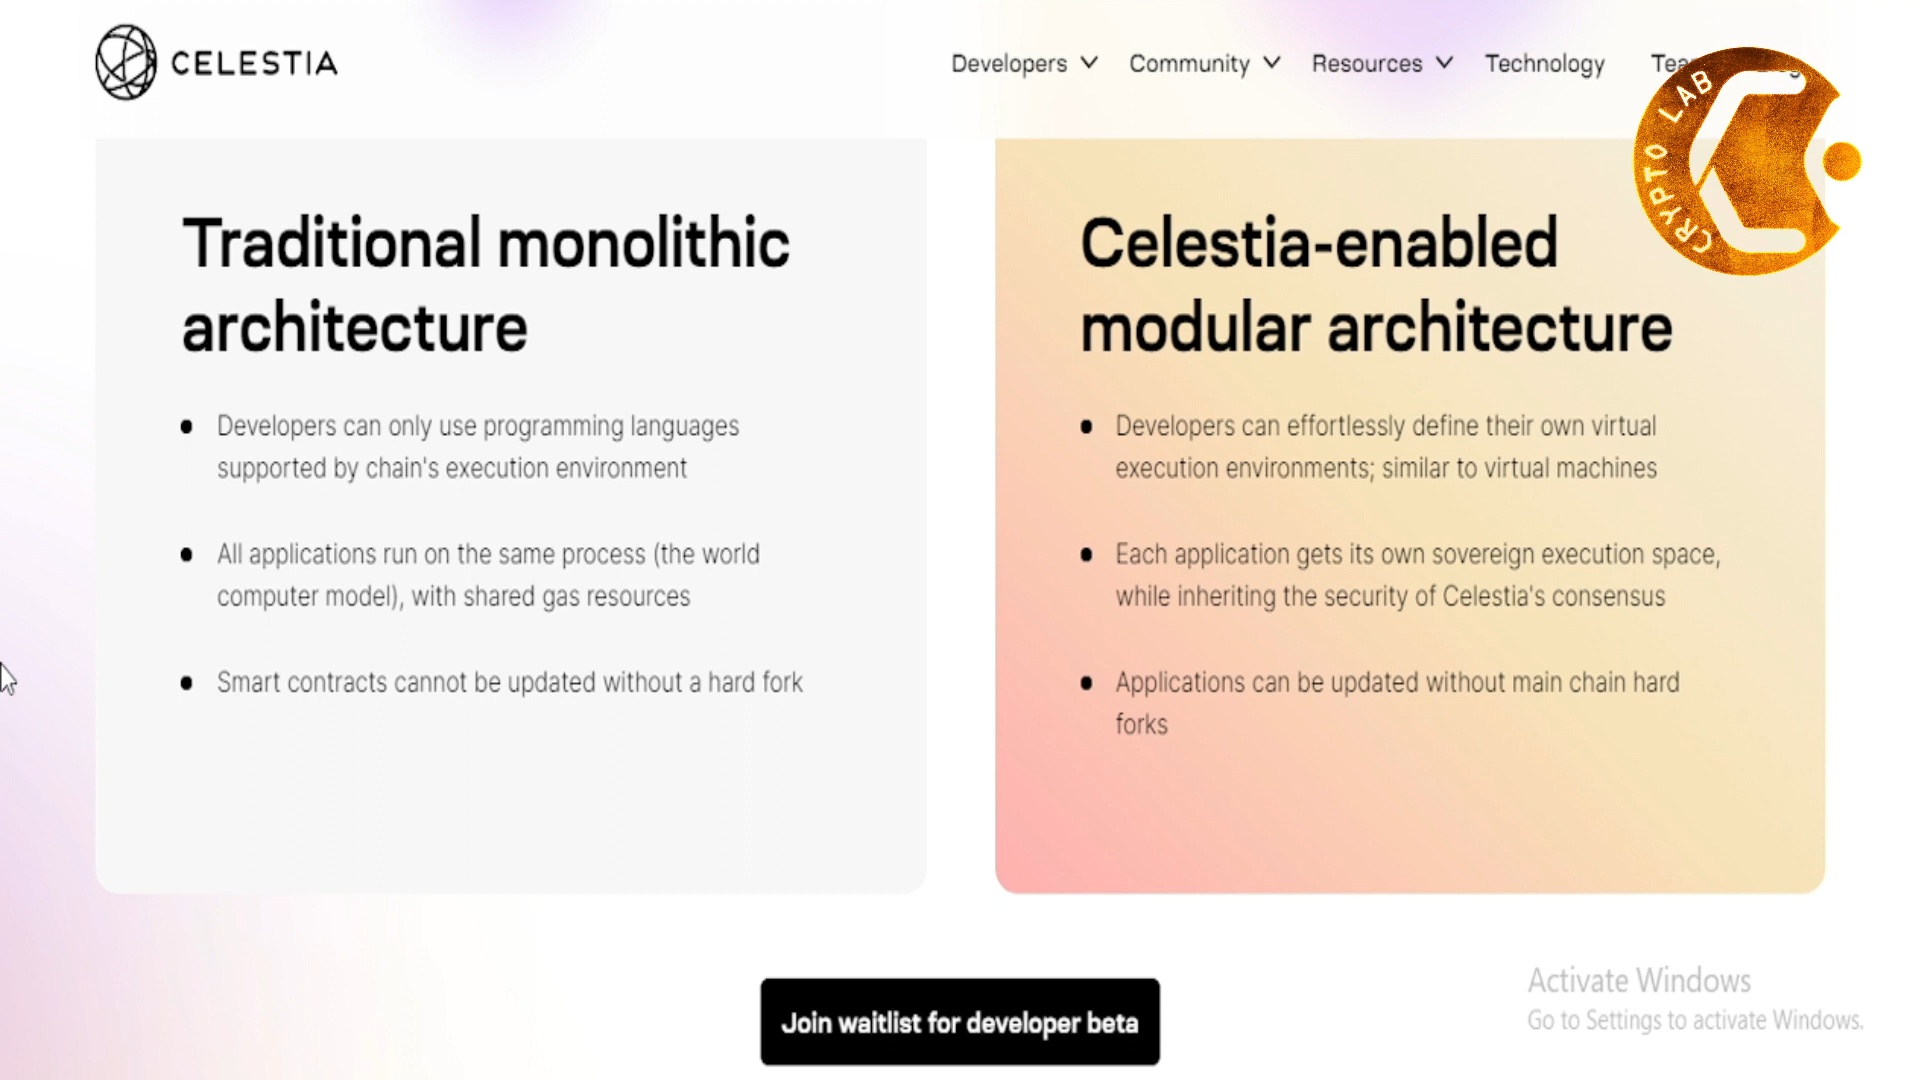 CELESTIA
Developers
Community
Resources
Technology
CRYPTO LAB
Traditional monolithic
architecture
Developers can only use programming languages
supported by chain's execution environment
All applications run on the same process (the world
computer model), with shared gas resources
Smart contracts cannot be updated without a hard fork
Celestia-enabled
modular architecture
Developers can effortlessly define their own virtual
execution environments; similar to virtual machines
Each application gets its own sovereign execution space,
while inheriting the security of Celestia's consensus
Applications can be updated without main chain hard
forks
Join waitlist for developer beta
Activate Windows
Go to Settings to activate Windows.